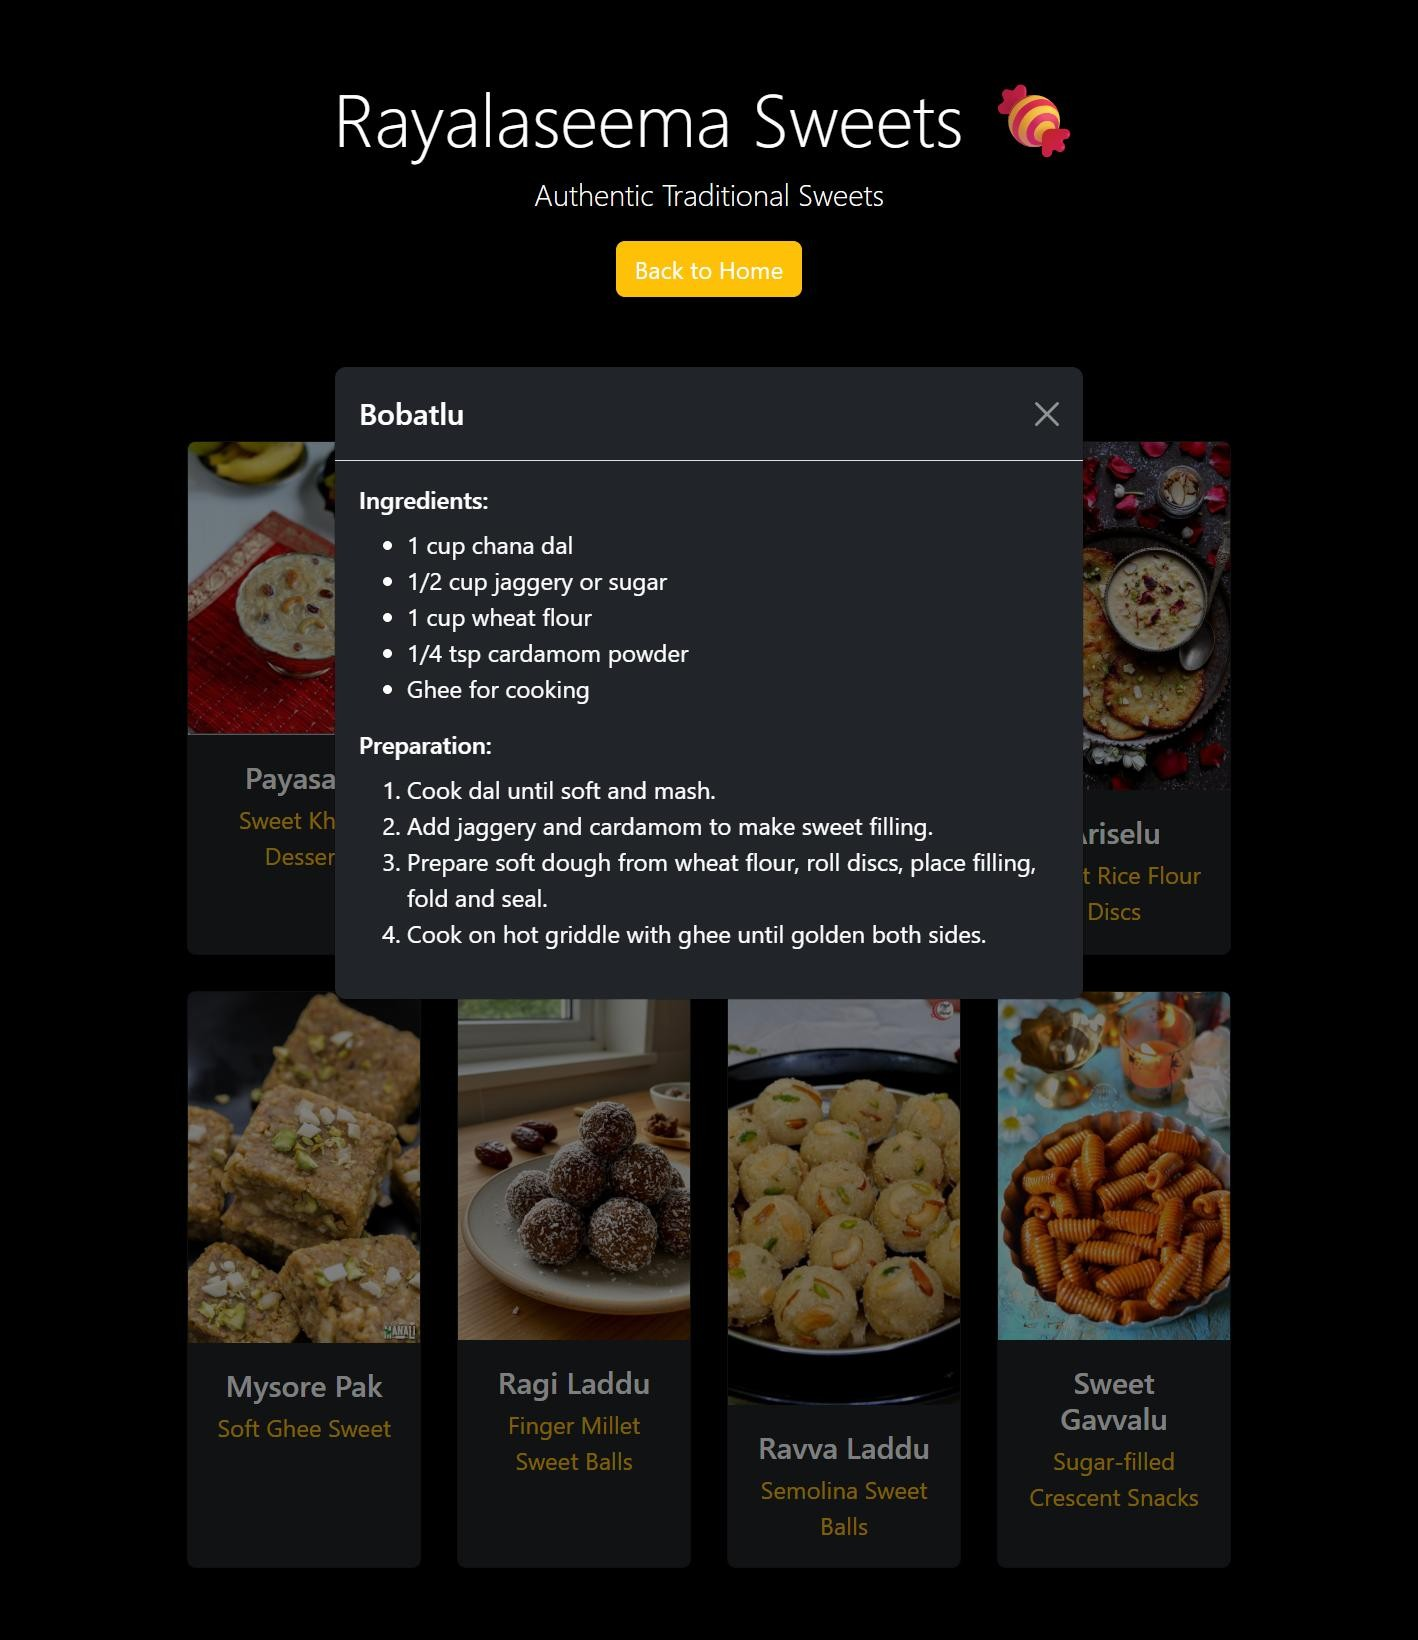 Rayalaseema Sweets
Authentic Traditional Sweets
Back to Home
Bobatlu
Ingredients:
1 cup chana dal
1/2 cup jaggery or sugar
1 cup wheat flour
1/4 tsp cardamom powder
Ghee for cooking
Preparation:
1. Cook dal until soft and mash.
2. Add jaggery and cardamom to make sweet filling.
3. Prepare soft dough from wheat flour, roll discs, place filling,
fold and seal.
4. Cook on hot griddle with ghee until golden both sides.
Sweet
Rice Flour
Discs
Mysore Pak
Soft Ghee Sweet
Ragi Laddu
Finger Millet
Sweet Balls
Ravva Laddu
Semolina Sweet
Balls
Sweet
Gavvalu
Sugar-filled
Crescent Snacks